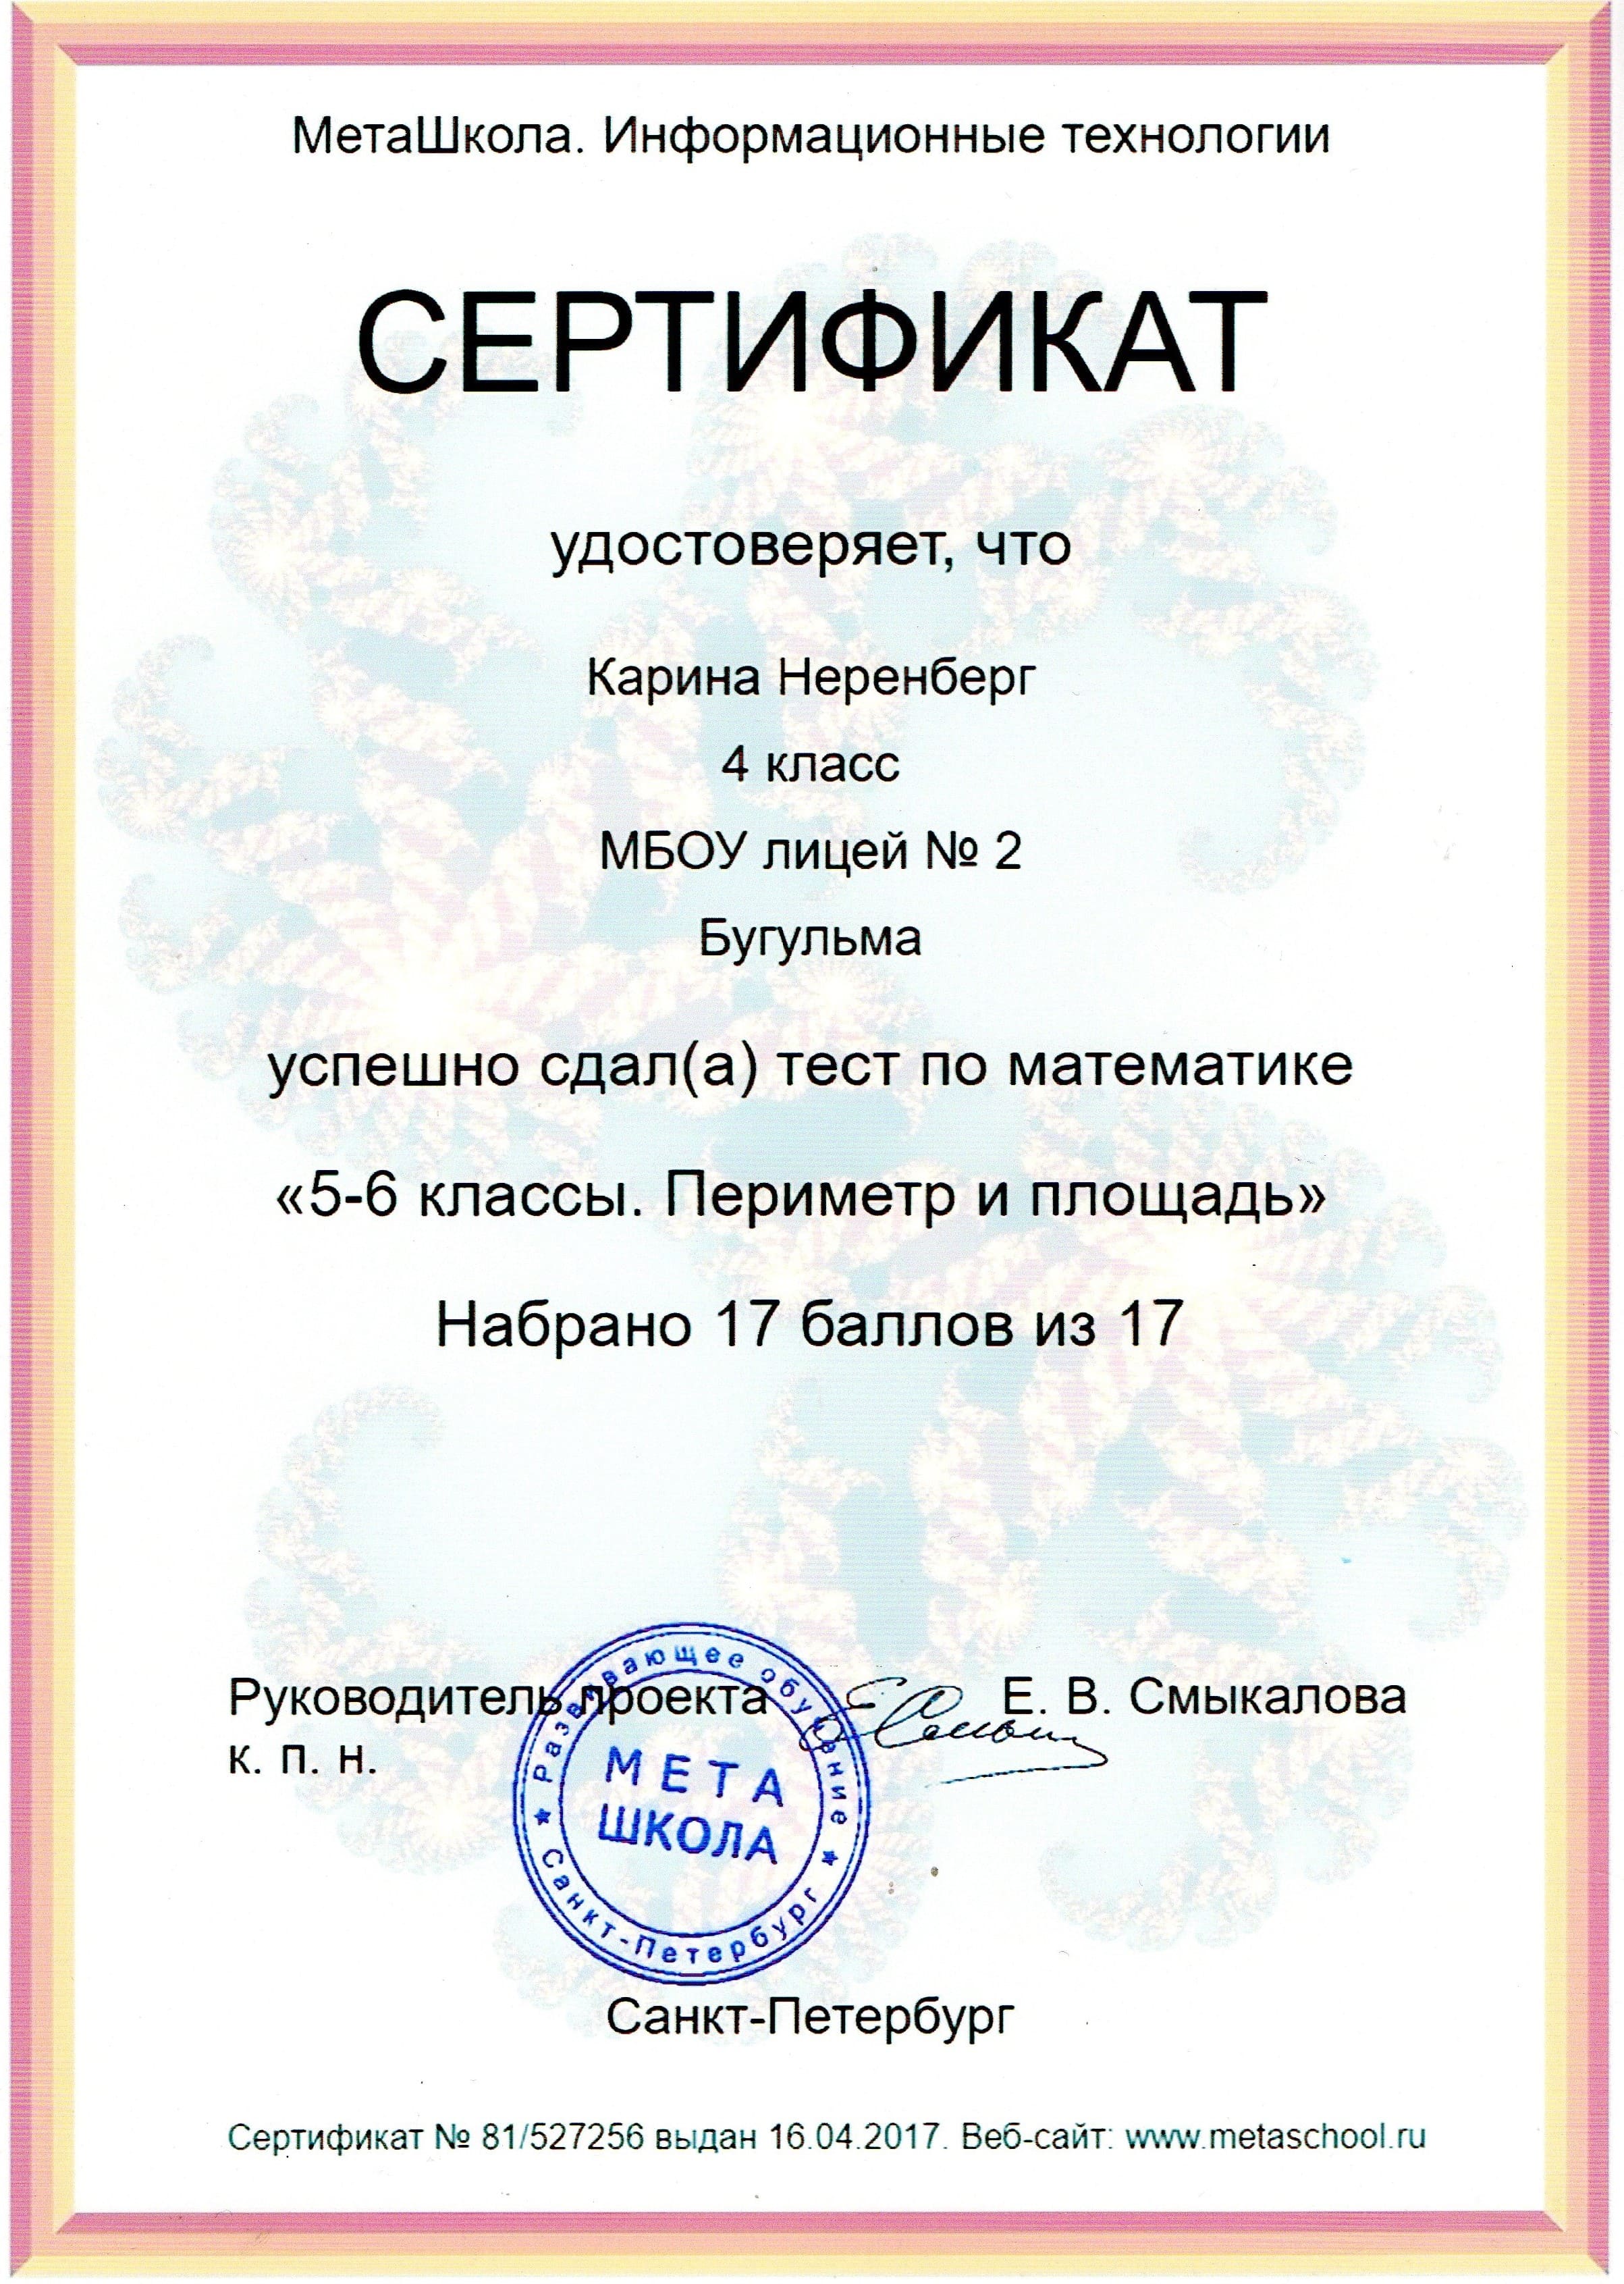 МетаШкола. Информационные технологии
СЕРТИФИКАТ
удостоверяет, что
Карина Неренберг
4 класс
МБОУ лицей № 2
Бугульма
успешно сдал(а) тест по математике
«5-6 классы. Периметр и площадь»
Набрано 17 баллов из 17
Руководитель проекта Е. В. Смыкалова
к. п. н.
Развивающее обучение
МЕТА
ШКОЛА
Санкт-Петербург
Санкт-Петербург
Сертификат № 81/527256 выдан 16.04.2017. Веб-сайт: www.metaschool.ru